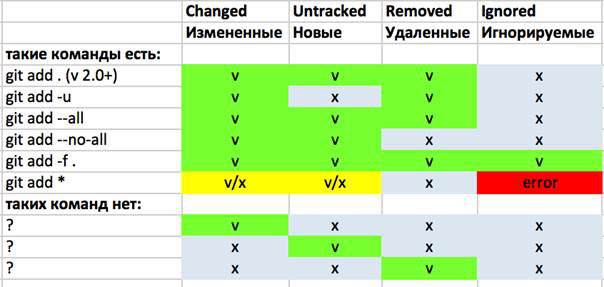 Changed Untracked Removed Ignored
Измененные Новые Удаленные Игнорируемые
такие команды есть:
git add . (v 2.0+) v v v x
git add -u v x v x
git add --all v v v x
git add --no-all v v x x
git add -f . v v v v
git add * v/x v/x x error
таких команд нет:
? v x x x
? x v x x
? x x v x